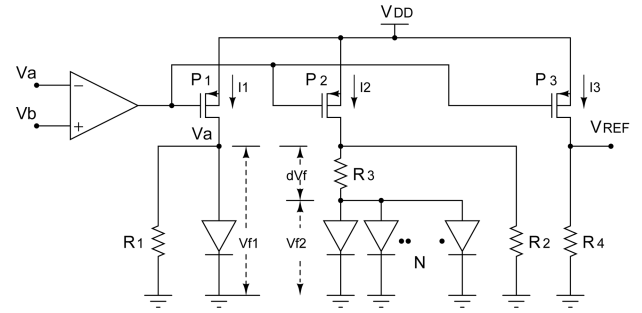 VDD
Va
Vb
−
+
P1
I1
P2
I2
P3
I3
Va
VREF
dVf
R3
R1
Vf1
Vf2
N
R2
R4